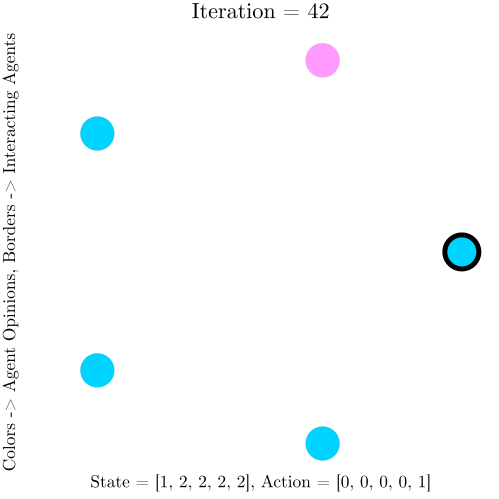 Iteration = 42
Colors -> Agent Opinions, Borders -> Interacting Agents
State = [1, 2, 2, 2, 2], Action = [0, 0, 0, 0, 1]